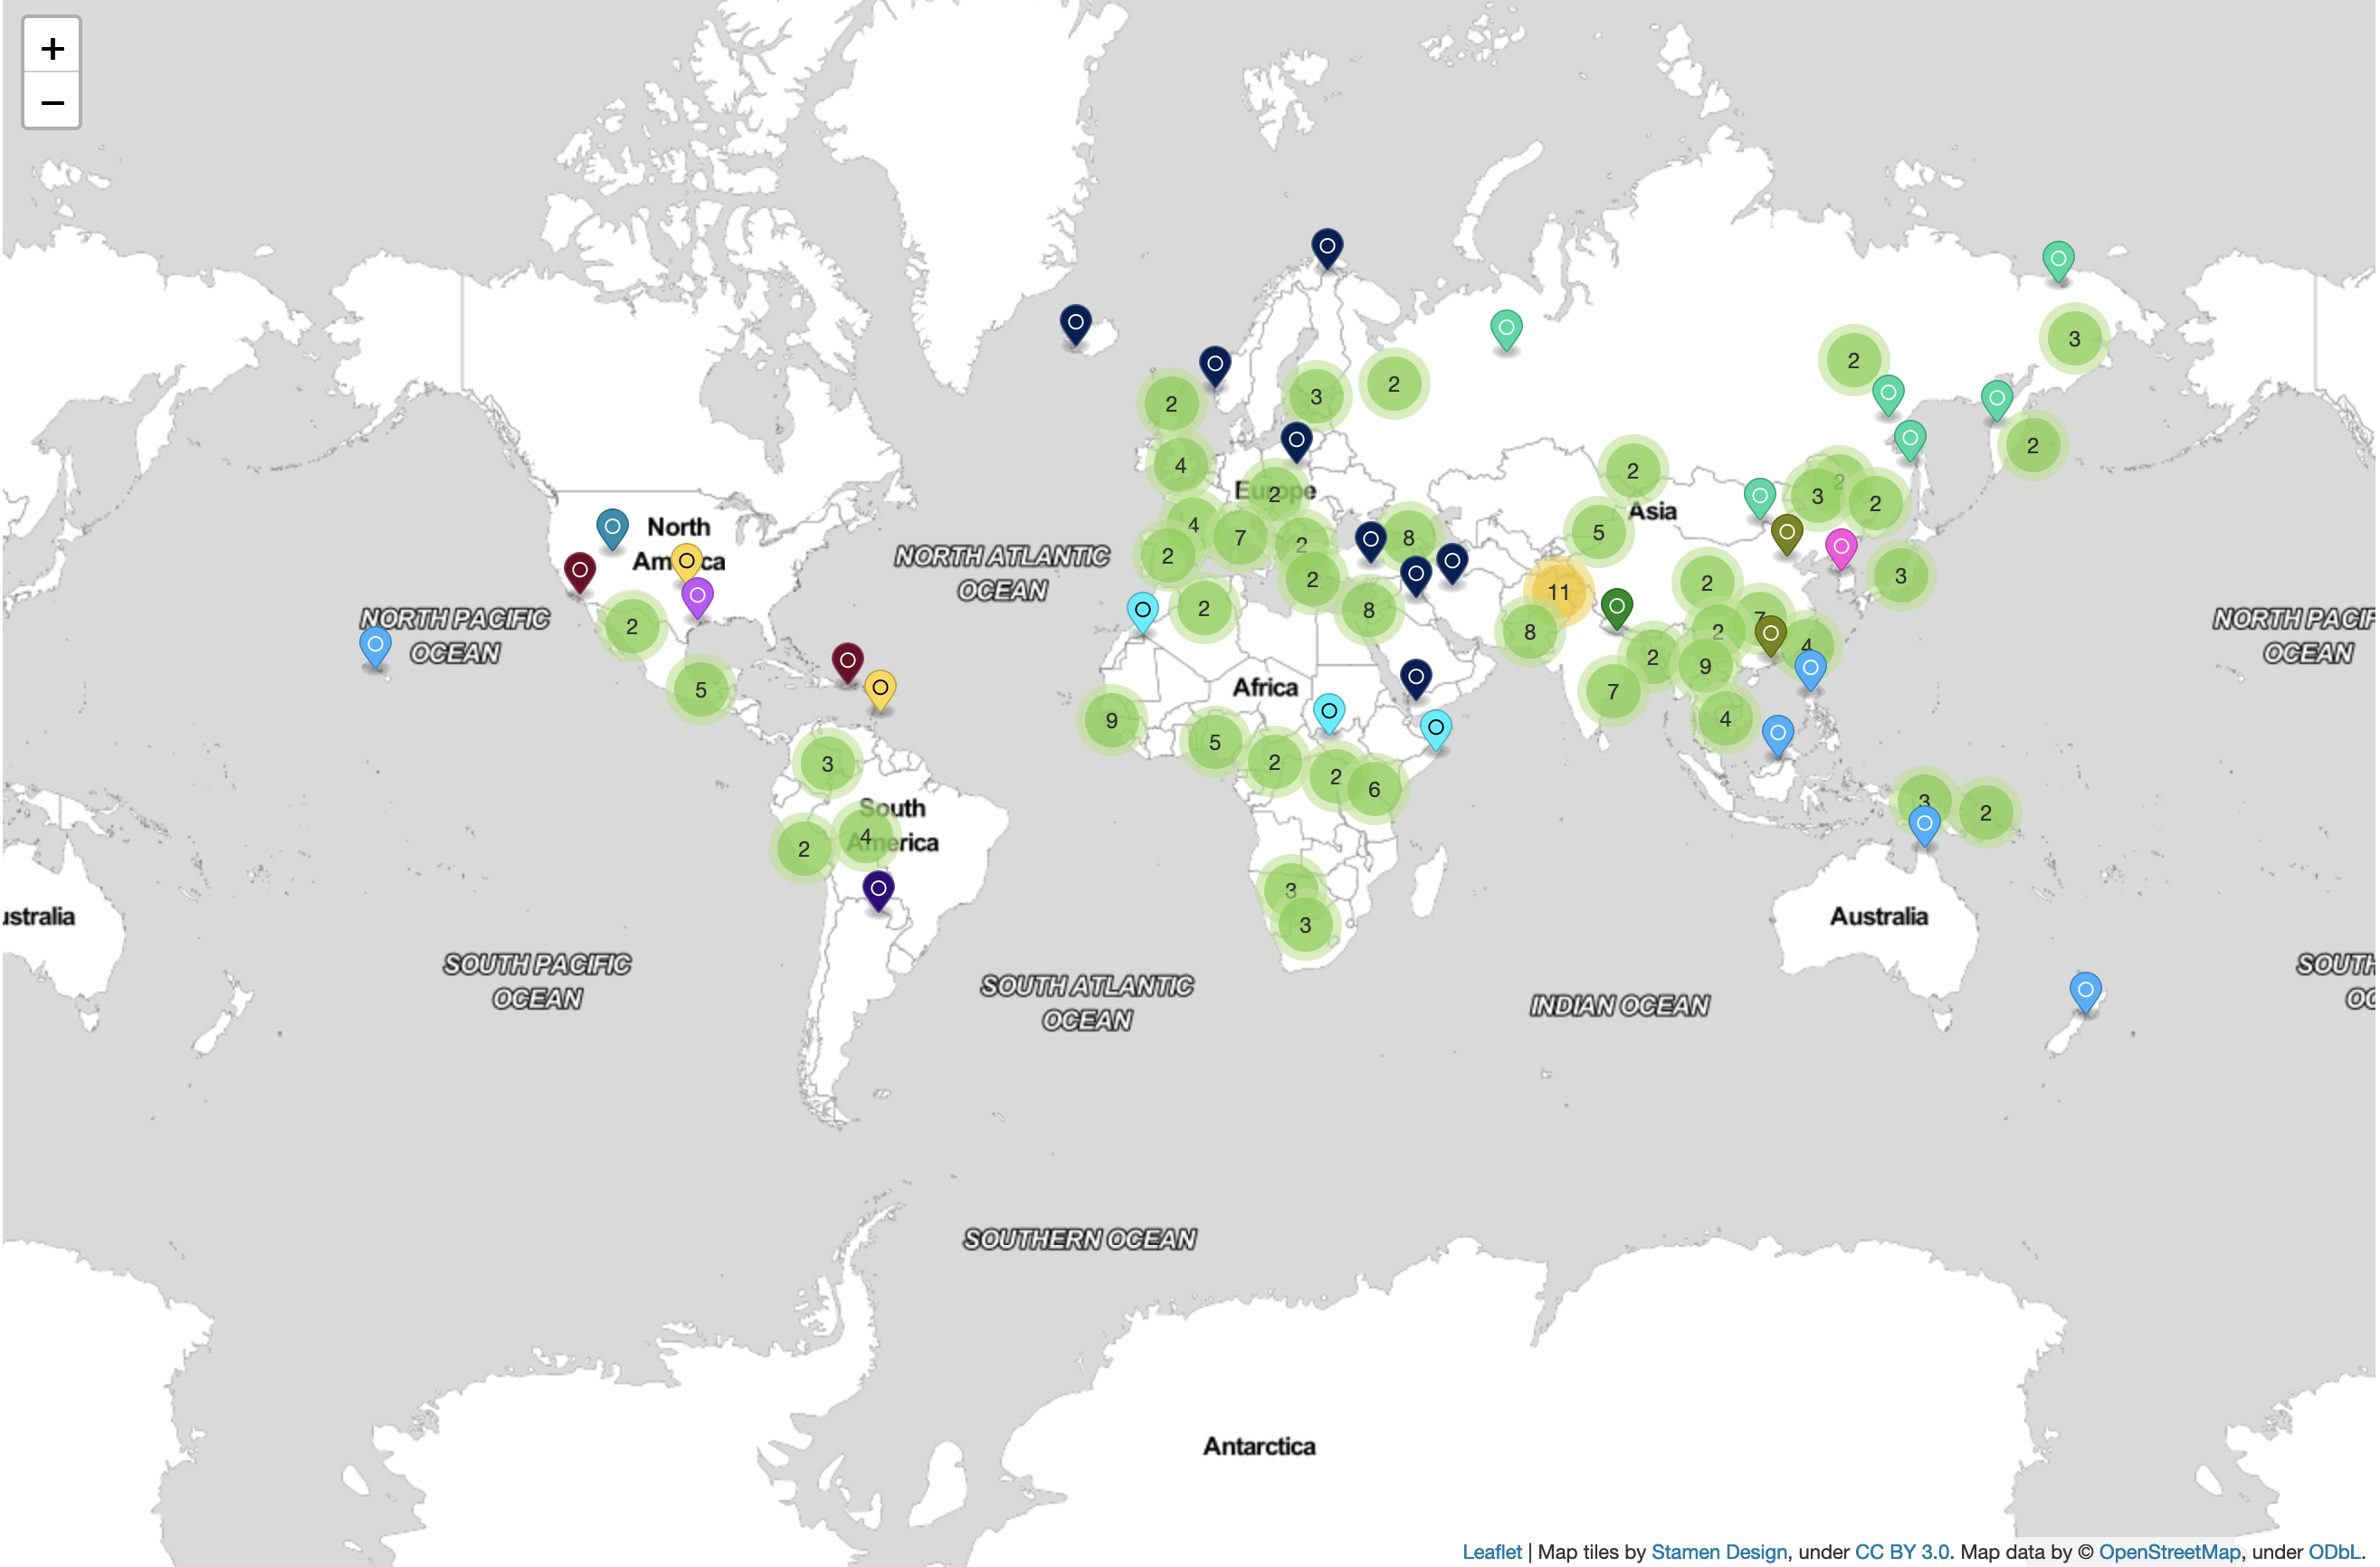 +
−
3
2
2
3
2
2
4
2
2
Asia
2
3
2
Europe
2
North
America
4
7
2
8
5
NORTH ATLANTIC
OCEAN
2
2
11
2
3
NORTH PACIFIC
OCEAN
2
2
8
8
2
7
4
NORTH PACIF
OCEAN
2
9
5
Africa
7
9
5
4
3
2
2
6
South
America
4
2
3
2
3
3
ustralia
Australia
SOUTH PACIFIC
OCEAN
SOUTH ATLANTIC
OCEAN
INDIAN OCEAN
SOUTH
OC
SOUTHERN OCEAN
Antarctica
Leaflet | Map tiles by Stamen Design, under CC BY 3.0. Map data by © OpenStreetMap, under ODbL.